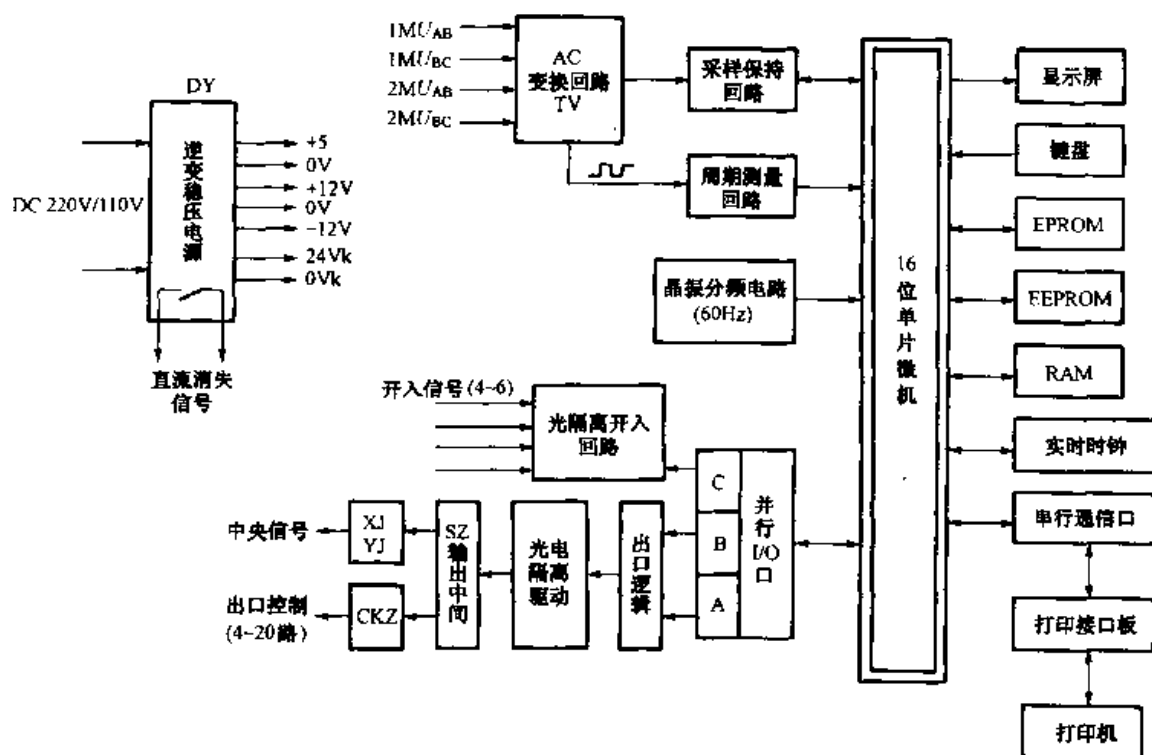 1MU_AB
1MU_BC
2MU_AB
2MU_BC
AC
变换回路
TV
采样保持
回路
周期测量
回路
晶振分频电路
(60Hz)
DY
DC 220V/110V
逆变稳压电源
+5
0V
+12V
0V
-12V
24Vk
0Vk
直流消失
信号
开入信号(4~6)
光隔离开入
回路
中央信号
XJ
YJ
出口控制
(4~20路)
CKZ
SZ
输出中间
光电
隔离
驱动
出口逻辑
C
B
A
并行
I/O
口
16
位单片微机
显示屏
键盘
EPROM
EEPROM
RAM
实时时钟
串行通信口
打印接口板
打印机